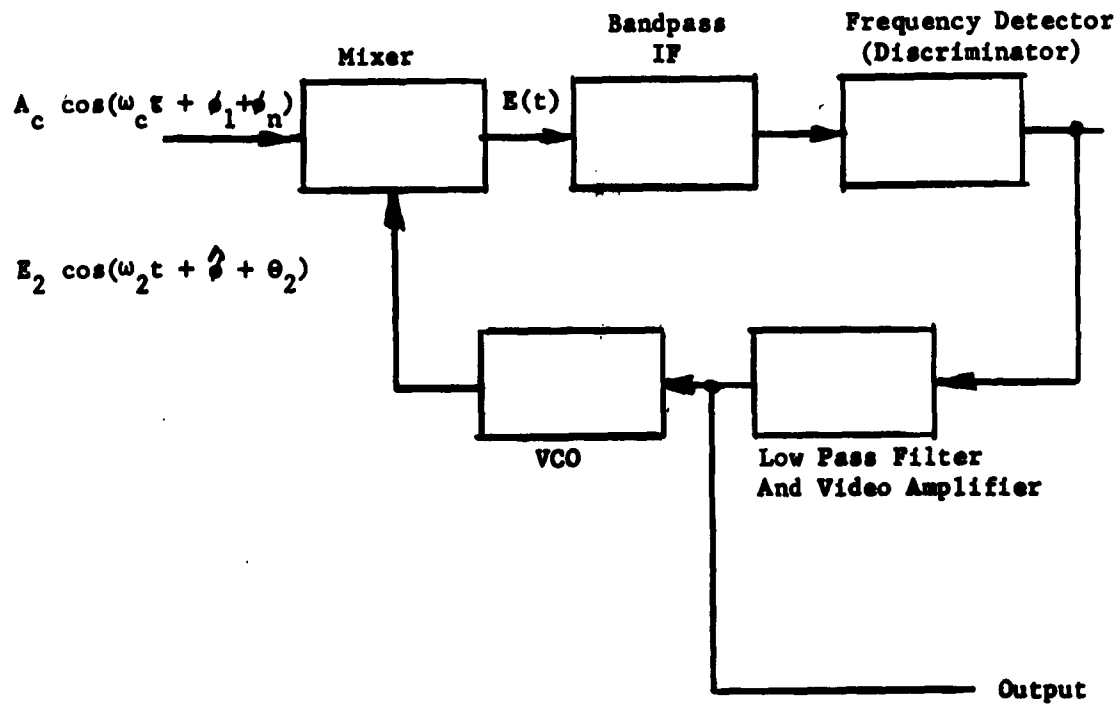 Mixer
Bandpass
IF
Frequency Detector
(Discriminator)
A_c cos(ω_c t + ϕ_1+ϕ_n)
E(t)
E_2 cos(ω_2 t + ϕ̂ + θ_2)
VCO
Low Pass Filter
And Video Amplifier
Output